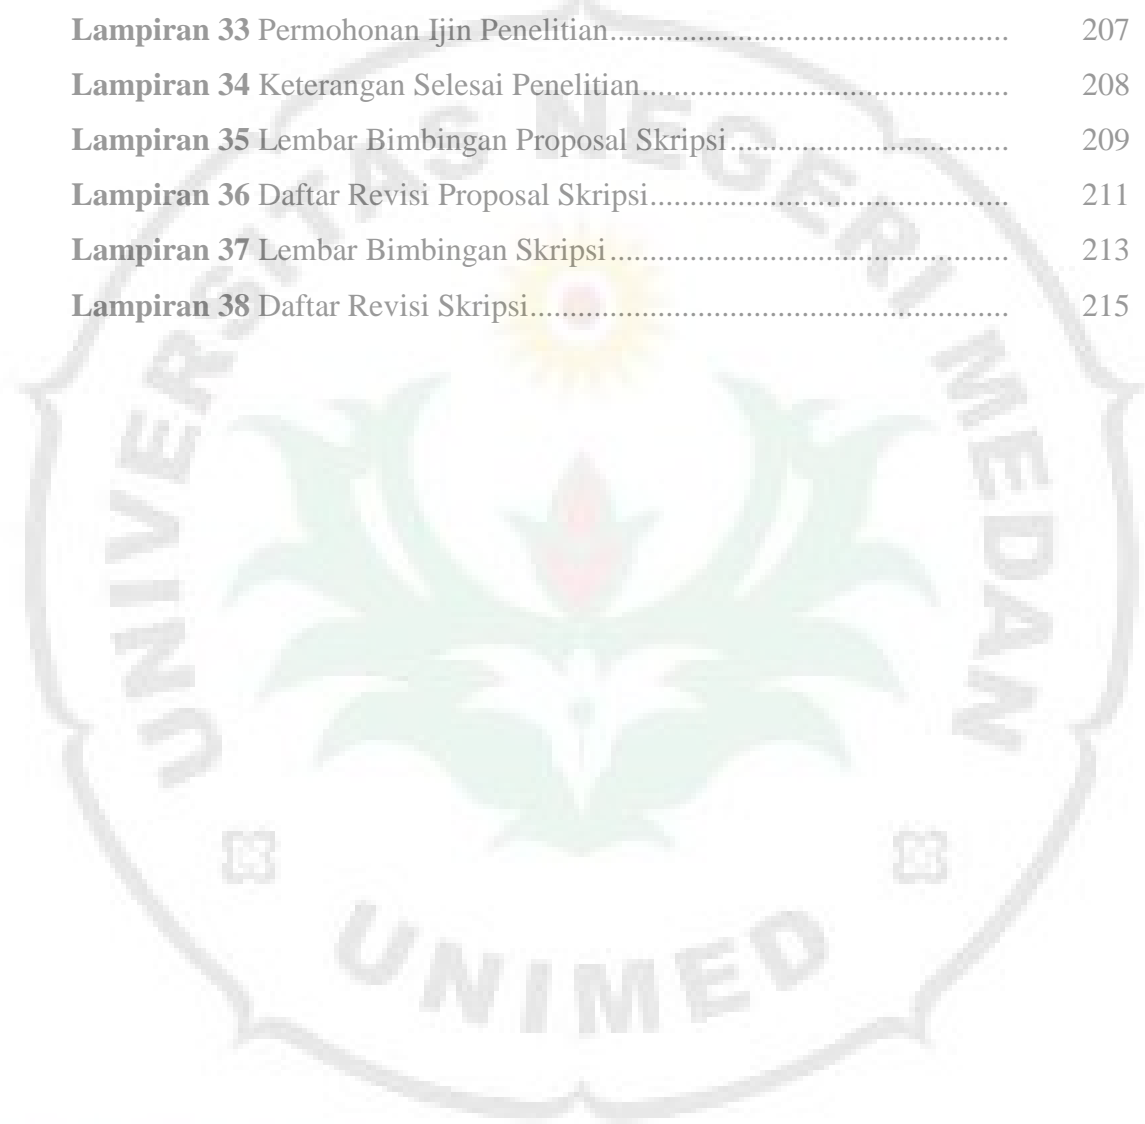 Lampiran 33 Permohonan Ijin Penelitian............................................... 207
Lampiran 34 Keterangan Selesai Penelitian............................................ 208
Lampiran 35 Lembar Bimbingan Proposal Skripsi.................................. 209
Lampiran 36 Daftar Revisi Proposal Skripsi........................................... 211
Lampiran 37 Lembar Bimbingan Skripsi................................................ 213
Lampiran 38 Daftar Revisi Skripsi......................................................... 215
UNIVERSITAS NEGERI MEDAN
UNIMED